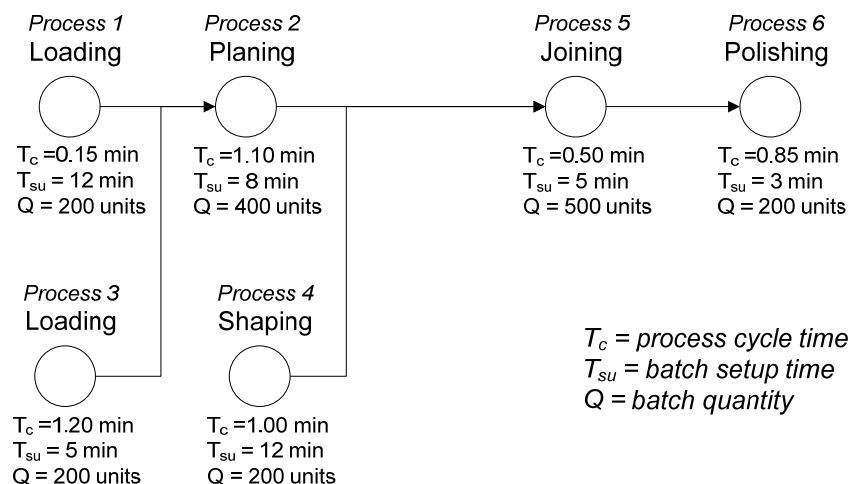 Process 1
Loading
T_c =0.15 min
T_su = 12 min
Q = 200 units
Process 2
Planing
T_c =1.10 min
T_su = 8 min
Q = 400 units
Process 5
Joining
T_c =0.50 min
T_su = 5 min
Q = 500 units
Process 6
Polishing
T_c =0.85 min
T_su = 3 min
Q = 200 units
Process 3
Loading
T_c =1.20 min
T_su = 5 min
Q = 200 units
Process 4
Shaping
T_c =1.00 min
T_su = 12 min
Q = 200 units
T_c = process cycle time
T_su = batch setup time
Q = batch quantity